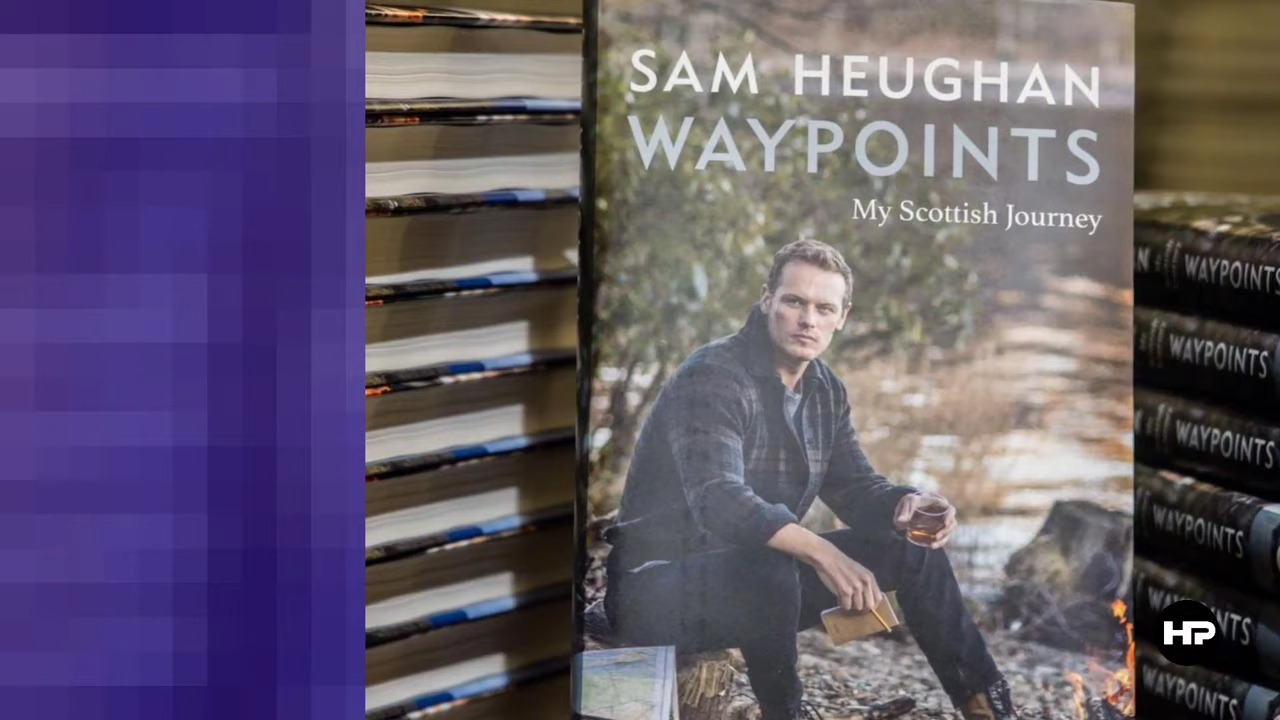 SAM HEUGHAN
WAYPOINTS
My Scottish Journey
WAYPOINTS
WAYPOINTS
WAYPOINTS
WAYPOINTS
WAYPOINTS
HP